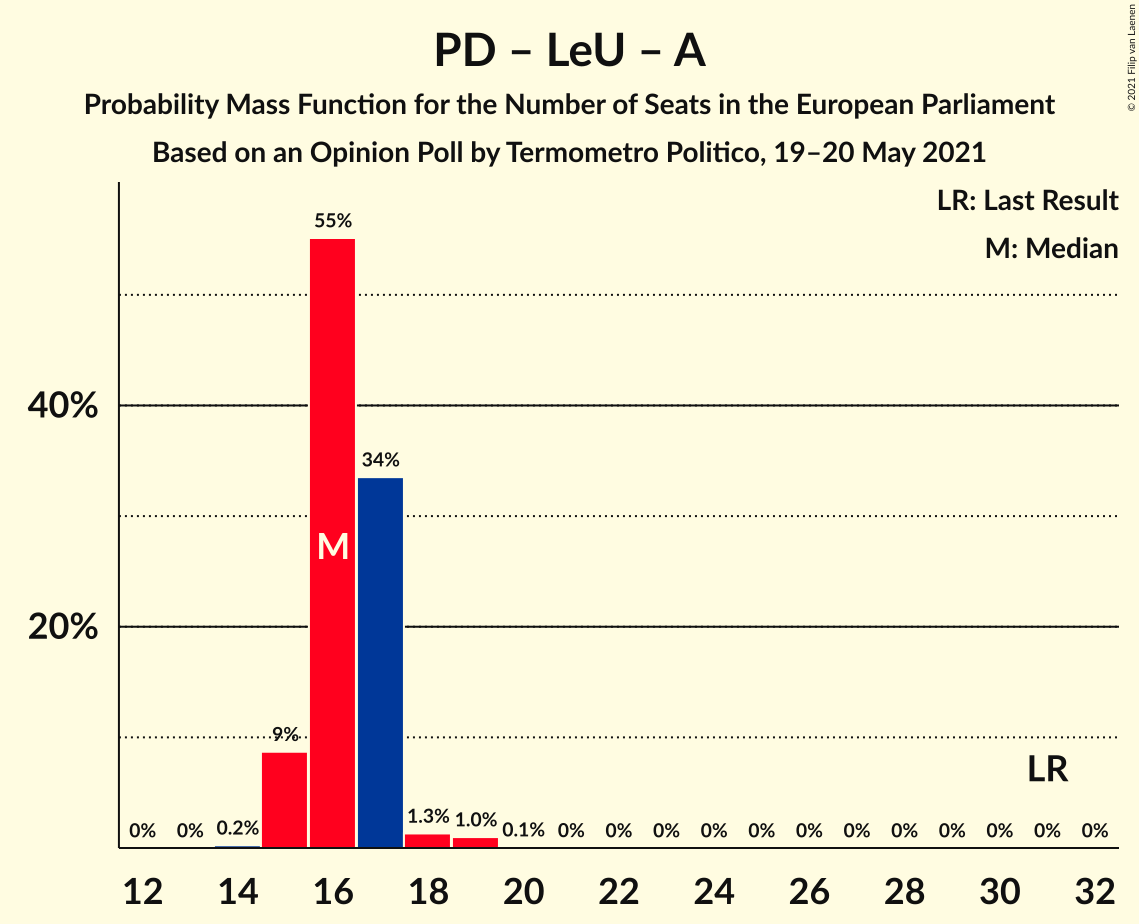 PD – LeU – A
Probability Mass Function for the Number of Seats in the European Parliament
Based on an Opinion Poll by Termometro Politico, 19–20 May 2021
© 2021 Filip van Laenen
LR: Last Result
M: Median
55%
40%
34%
M
20%
9%
LR
0% 0% 0.2% 1.3% 1.0% 0.1% 0% 0% 0% 0% 0% 0% 0% 0% 0% 0% 0% 0%
12 14 16 18 20 22 24 26 28 30 32